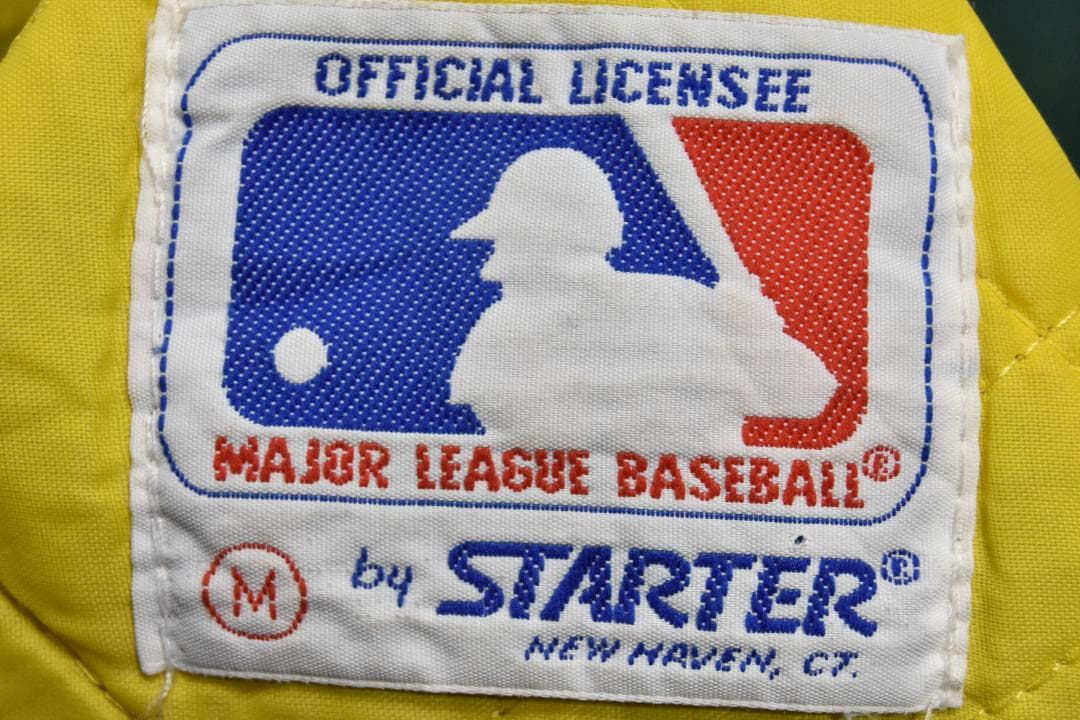 OFFICIAL LICENSEE
MAJOR LEAGUE BASEBALL®
M by STARTER®
NEW HAVEN, CT.